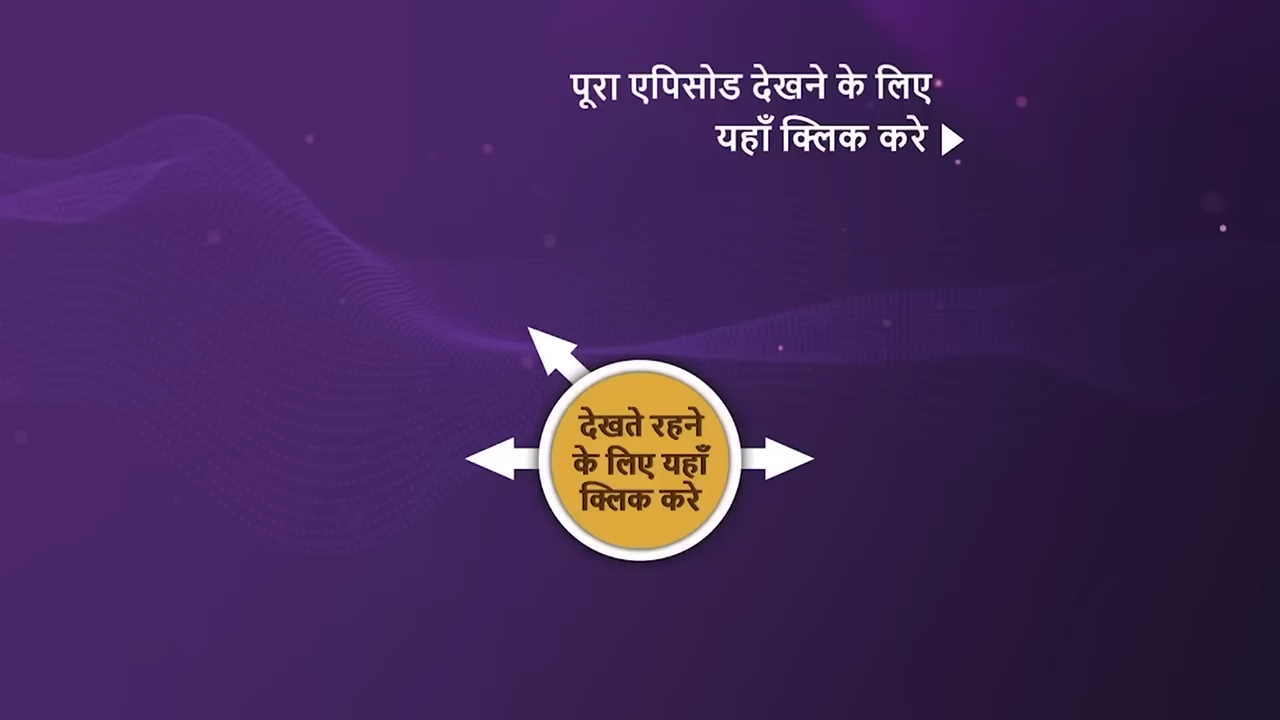 पूरा एपिसोड देखने के लिए
यहाँ क्लिक करे
देखते रहने
के लिए यहाँ
क्लिक करे